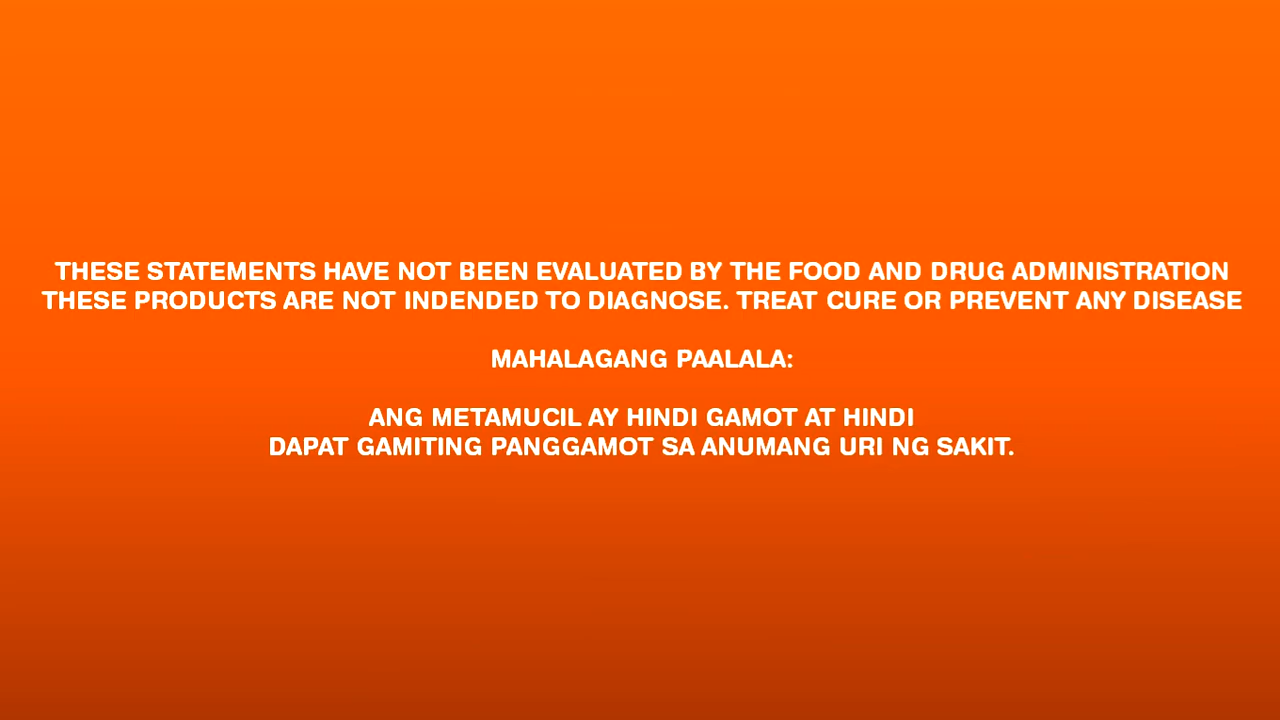 THESE STATEMENTS HAVE NOT BEEN EVALUATED BY THE FOOD AND DRUG ADMINISTRATION
THESE PRODUCTS ARE NOT INDENDED TO DIAGNOSE. TREAT CURE OR PREVENT ANY DISEASE
MAHALAGANG PAALALA:
ANG METAMUCIL AY HINDI GAMOT AT HINDI
DAPAT GAMITING PANGGAMOT SA ANUMANG URI NG SAKIT.